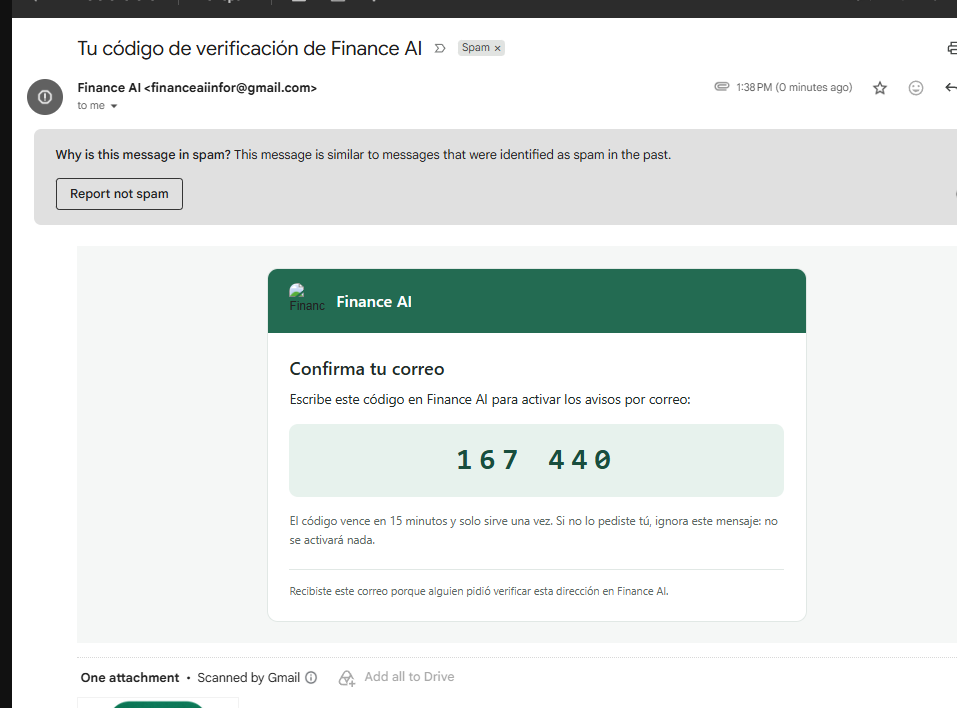 Tu código de verificación de Finance AI
Spam ×
Finance AI <financeaiinfor@gmail.com>
1:38 PM (0 minutes ago)
to me
Why is this message in spam? This message is similar to messages that were identified as spam in the past.
Report not spam
Financ
Finance AI
Confirma tu correo
Escribe este código en Finance AI para activar los avisos por correo:
167 440
El código vence en 15 minutos y solo sirve una vez. Si no lo pediste tú, ignora este mensaje: no
se activará nada.
Recibiste este correo porque alguien pidió verificar esta dirección en Finance AI.
One attachment • Scanned by Gmail
Add all to Drive